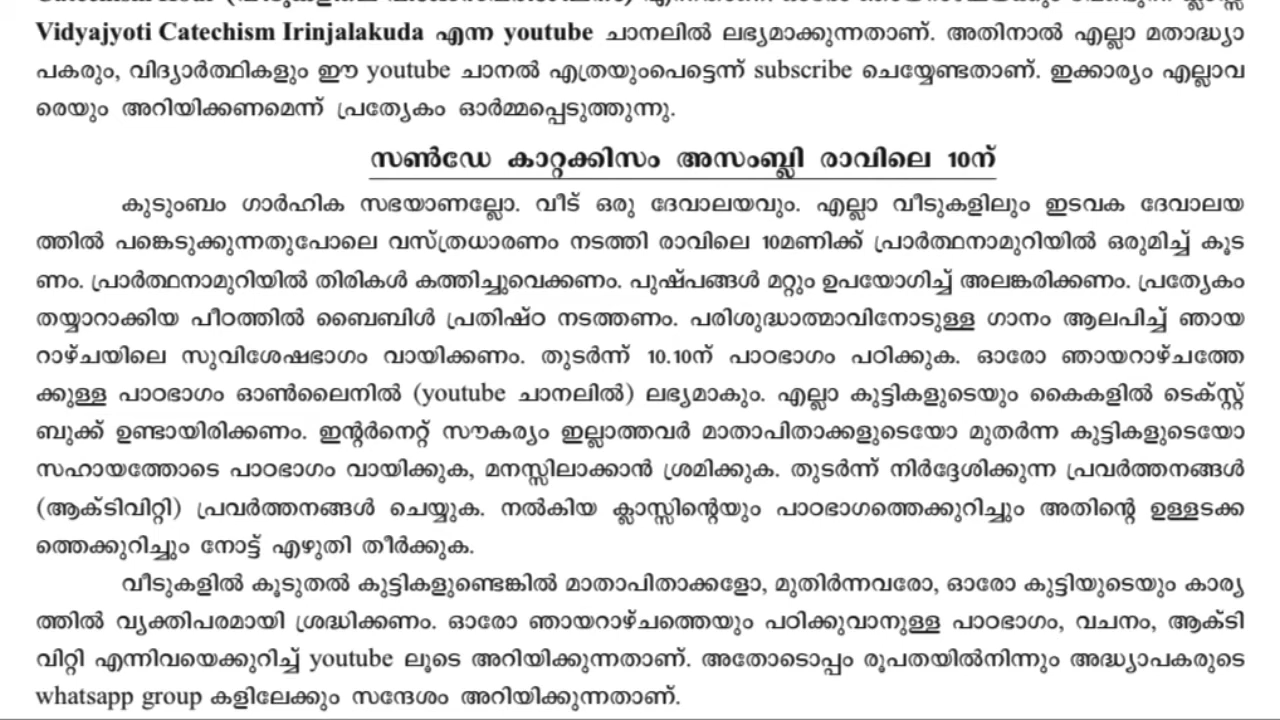 Vidyajyoti Catechism Irinjalakuda എന്ന youtube ചാനലിൽ ലഭ്യമാക്കുന്നതാണ്. അതിനാൽ എല്ലാ മതാദ്ധ്യാ
പകരും, വിദ്യാർത്ഥികളും ഈ youtube ചാനൽ എത്രയുംപെട്ടെന്ന് subscribe ചെയ്യേണ്ടതാണ്. ഇക്കാര്യം എല്ലാവ
രെയും അറിയിക്കണമെന്ന് പ്രത്യേകം ഓർമ്മപ്പെടുത്തുന്നു.
സൺഡേ കാറ്റക്കിസം അസംബ്ലി രാവിലെ 10ന്
കുടുംബം ഗാർഹിക സഭയാണല്ലോ. വീട് ഒരു ദേവാലയവും. എല്ലാ വീടുകളിലും ഇടവക ദേവാലയ
ത്തിൽ പങ്കെടുക്കുന്നതുപോലെ വസ്ത്രധാരണം നടത്തി രാവിലെ 10മണിക്ക് പ്രാർത്ഥനാമുറിയിൽ ഒരുമിച്ച് കൂട
ണം. പ്രാർത്ഥനാമുറിയിൽ തിരികൾ കത്തിച്ചുവെക്കണം. പുഷ്പങ്ങൾ മറ്റും ഉപയോഗിച്ച് അലങ്കരിക്കണം. പ്രത്യേകം
തയ്യാറാക്കിയ പീഠത്തിൽ ബൈബിൾ പ്രതിഷ്ഠ നടത്തണം. പരിശുദ്ധാത്മാവിനോടുള്ള ഗാനം ആലപിച്ച് ഞായ
റാഴ്ചയിലെ സുവിശേഷഭാഗം വായിക്കണം. തുടർന്ന് 10.10ന് പാഠഭാഗം പഠിക്കുക. ഓരോ ഞായറാഴ്ചത്തേ
ക്കുള്ള പാഠഭാഗം ഓൺലൈനിൽ (youtube ചാനലിൽ) ലഭ്യമാകും. എല്ലാ കുട്ടികളുടെയും കൈകളിൽ ടെക്സ്റ്റ്
ബുക്ക് ഉണ്ടായിരിക്കണം. ഇന്റർനെറ്റ് സൗകര്യം ഇല്ലാത്തവർ മാതാപിതാക്കളുടെയോ മുതർന്ന കുട്ടികളുടെയോ
സഹായത്തോടെ പാഠഭാഗം വായിക്കുക, മനസ്സിലാക്കാൻ ശ്രമിക്കുക. തുടർന്ന് നിർദ്ദേശിക്കുന്ന പ്രവർത്തനങ്ങൾ
(ആക്ടിവിറ്റി) പ്രവർത്തനങ്ങൾ ചെയ്യുക. നൽകിയ ക്ലാസ്സിന്റെയും പാഠഭാഗത്തെക്കുറിച്ചും അതിന്റെ ഉള്ളടക്ക
ത്തെക്കുറിച്ചും നോട്ട് എഴുതി തീർക്കുക.
വീടുകളിൽ കൂടുതൽ കുട്ടികളുണ്ടെങ്കിൽ മാതാപിതാക്കളോ, മുതിർന്നവരോ, ഓരോ കുട്ടിയുടെയും കാര്യ
ത്തിൽ വ്യക്തിപരമായി ശ്രദ്ധിക്കണം. ഓരോ ഞായറാഴ്ചത്തെയും പഠിക്കുവാനുള്ള പാഠഭാഗം, വചനം, ആക്ടി
വിറ്റി എന്നിവയെക്കുറിച്ച് youtube ലൂടെ അറിയിക്കുന്നതാണ്. അതോടൊപ്പം രൂപതയിൽനിന്നും അദ്ധ്യാപകരുടെ
whatsapp group കളിലേക്കും സന്ദേശം അറിയിക്കുന്നതാണ്.